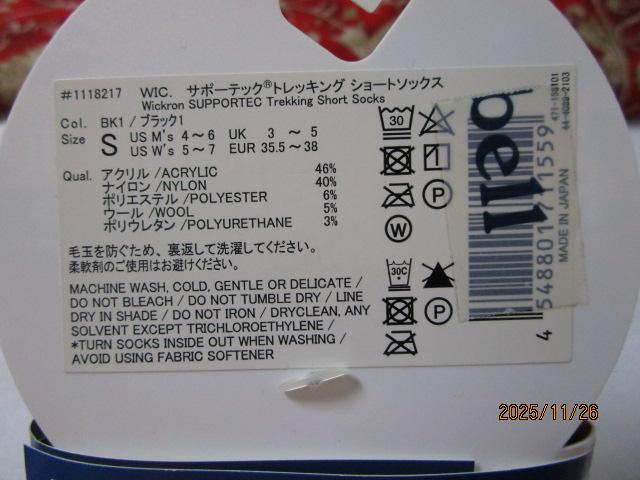 #1118217 WIC. サポーテック®トレッキング ショートソックス
Wickron SUPPORTEC Trekking Short Socks
Col. BK1 / ブラック1
Size S US M's 4～6 UK 3～5
US W's 5～7 EUR 35.5～38
Qual. アクリル /ACRYLIC 46%
ナイロン /NYLON 40%
ポリエステル /POLYESTER 6%
ウール /WOOL 5%
ポリウレタン /POLYURETHANE 3%
毛玉を防ぐため、裏返して洗濯してください。
柔軟剤のご使用はお避けください。
MACHINE WASH, COLD, GENTLE OR DELICATE /
DO NOT BLEACH / DO NOT TUMBLE DRY / LINE
DRY IN SHADE / DO NOT IRON / DRYCLEAN, ANY
SOLVENT EXCEPT TRICHLOROETHYLENE /
*TURN SOCKS INSIDE OUT WHEN WASHING /
AVOID USING FABRIC SOFTENER
30
P
W
30C
P
bell
MADE IN JAPAN
2025/11/26